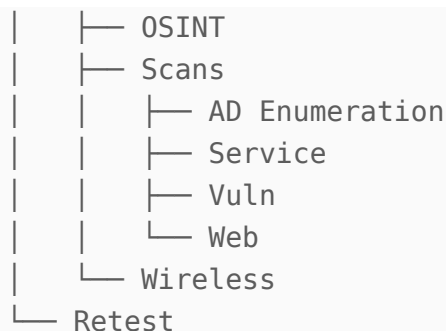 │   ├── OSINT
│   ├── Scans
│   │   ├── AD Enumeration
│   │   ├── Service
│   │   ├── Vuln
│   │   └── Web
│   └── Wireless
└── Retest